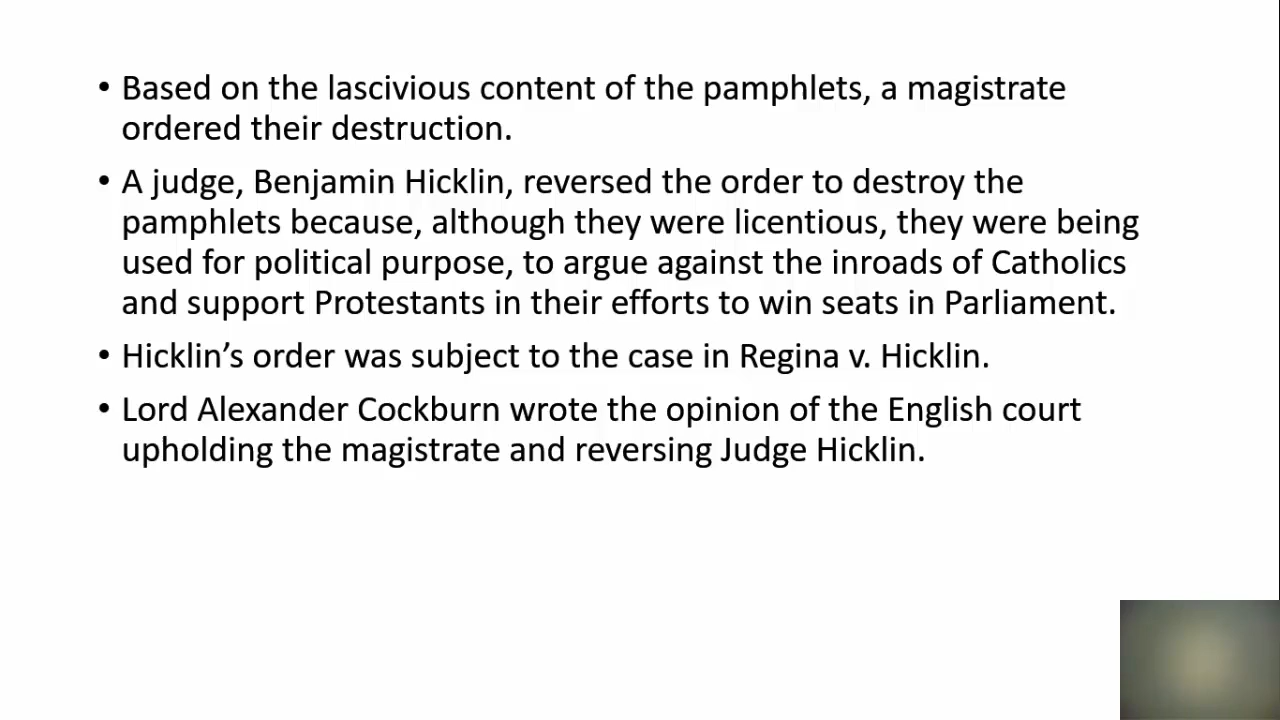 • Based on the lascivious content of the pamphlets, a magistrate
ordered their destruction.
• A judge, Benjamin Hicklin, reversed the order to destroy the
pamphlets because, although they were licentious, they were being
used for political purpose, to argue against the inroads of Catholics
and support Protestants in their efforts to win seats in Parliament.
• Hicklin’s order was subject to the case in Regina v. Hicklin.
• Lord Alexander Cockburn wrote the opinion of the English court
upholding the magistrate and reversing Judge Hicklin.